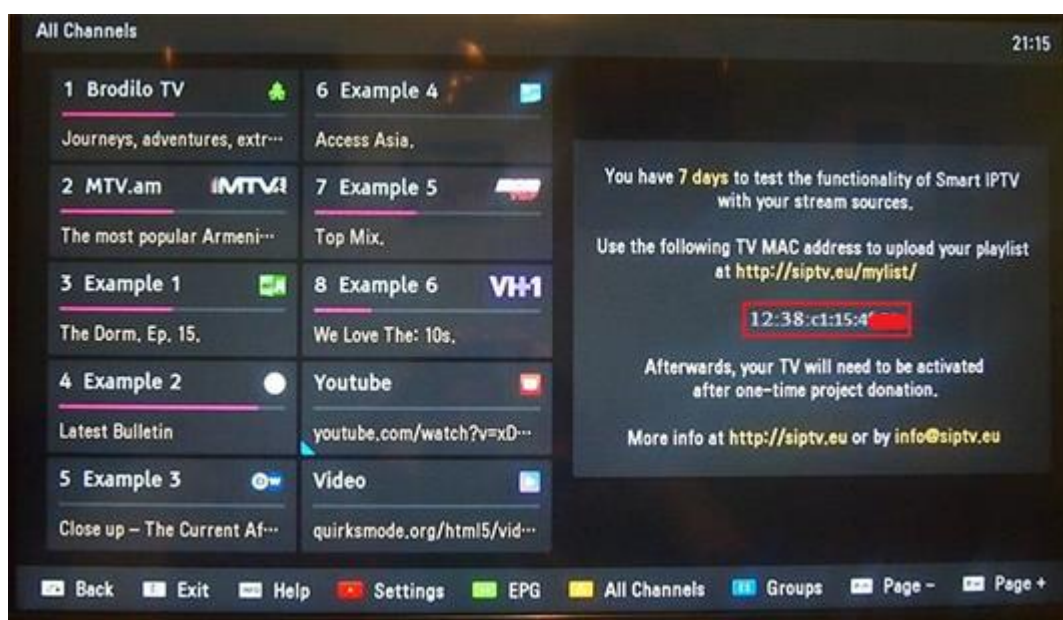 All Channels
21:15
1 Brodilo TV
Journeys, adventures, extr...
2 MTV.am
MTV
The most popular Armeni...
3 Example 1
The Dorm, Ep. 15.
4 Example 2
Latest Bulletin
5 Example 3
Close up – The Current Af...
6 Example 4
Access Asia.
7 Example 5
Top Mix.
8 Example 6
VH1
We Love The: 10s.
Youtube
youtube.com/watch?v=xD...
Video
quirksmode.org/html5/vid...
You have 7 days to test the functionality of Smart IPTV
with your stream sources.
Use the following TV MAC address to upload your playlist
at http://siptv.eu/mylist/
12:38:c1:15:4
Afterwards, your TV will need to be activated
after one-time project donation.
More info at http://siptv.eu or by info@siptv.eu
Back Exit Help Settings EPG All Channels Groups Page - Page +